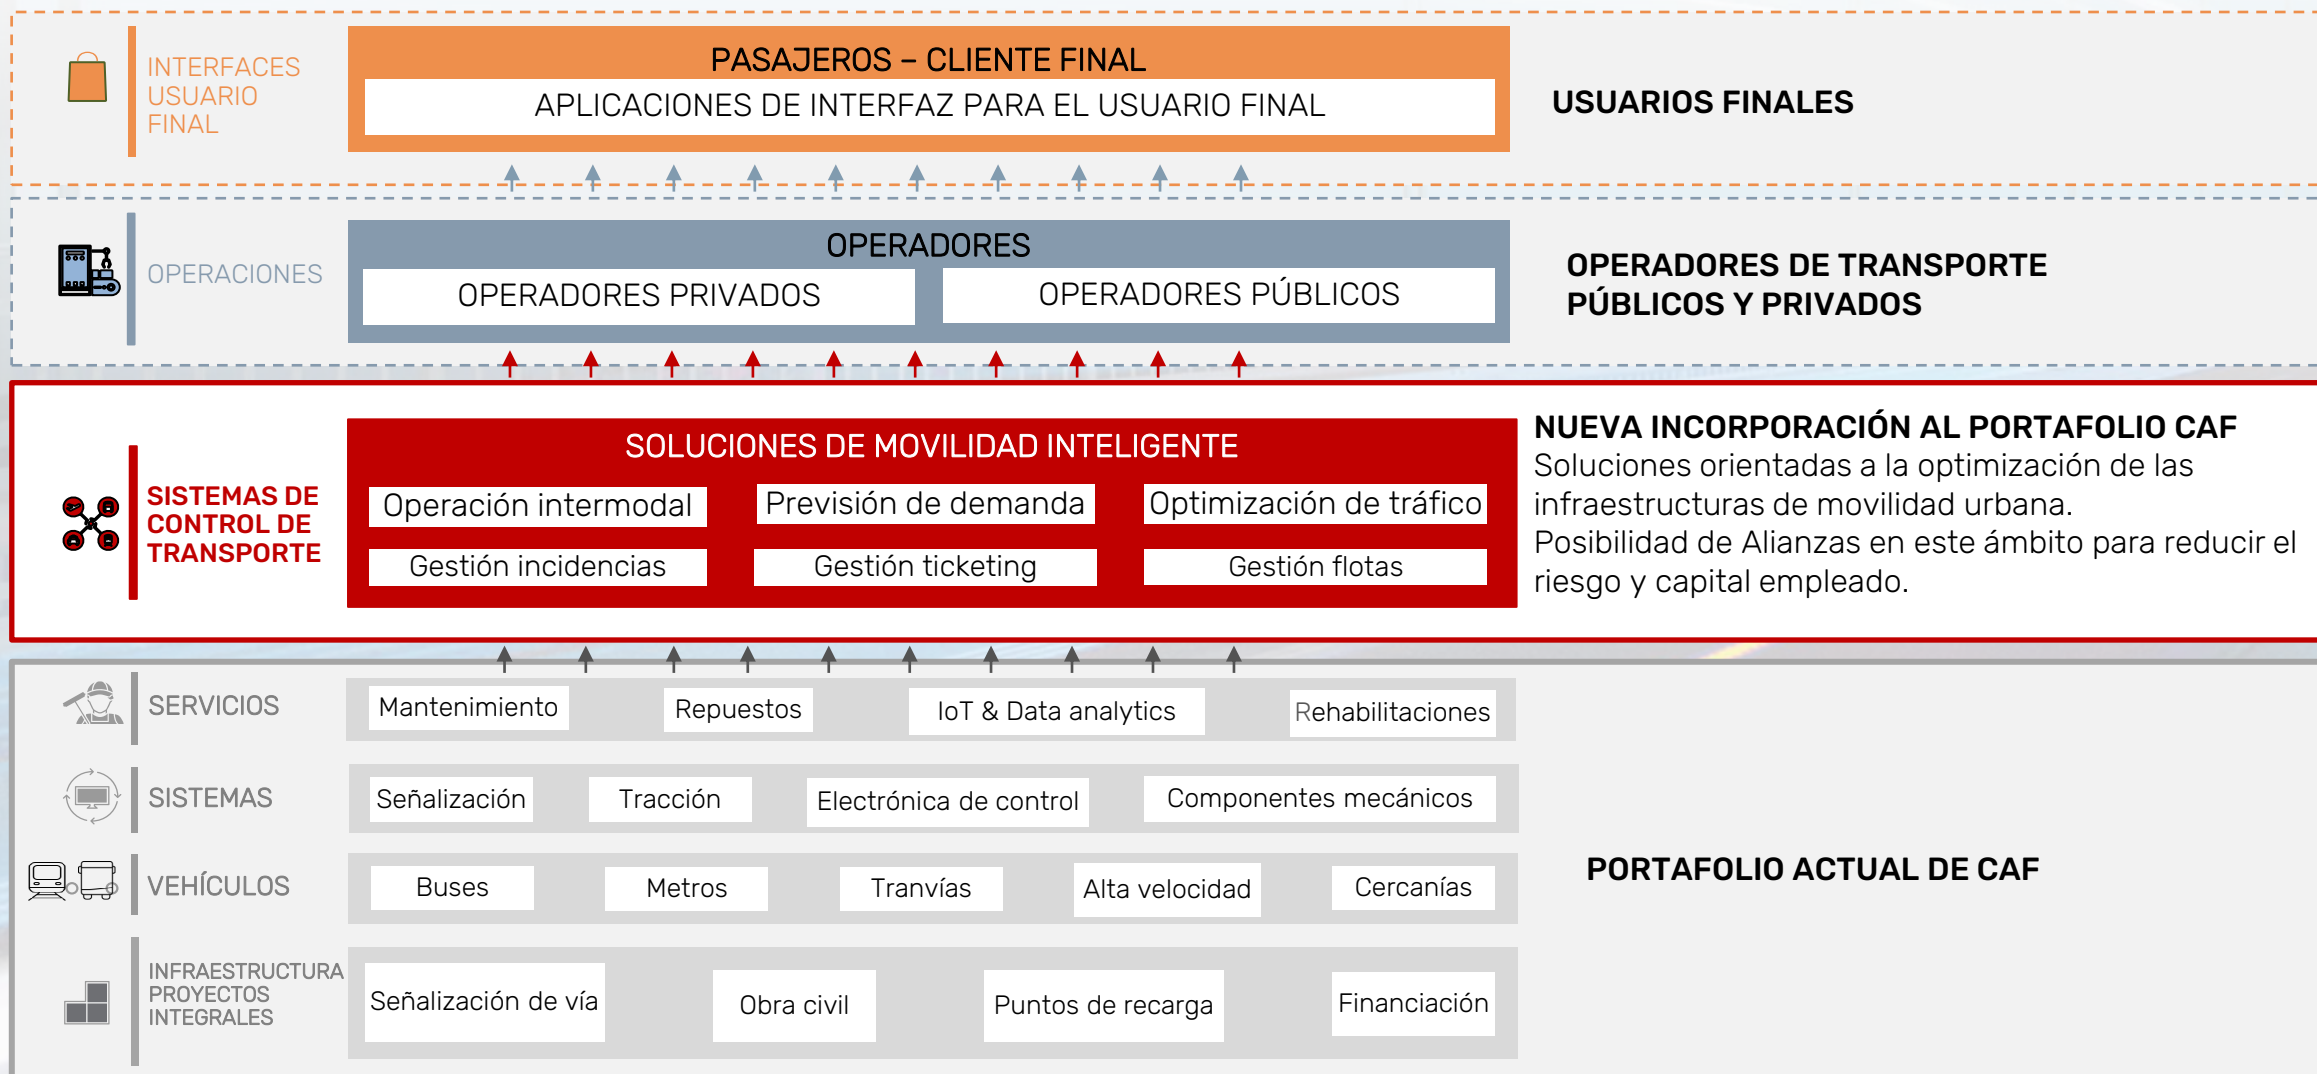 INTERFACES
USUARIO
FINAL
PASAJEROS – CLIENTE FINAL
APLICACIONES DE INTERFAZ PARA EL USUARIO FINAL
USUARIOS FINALES
OPERACIONES
OPERADORES
OPERADORES PRIVADOS
OPERADORES PÚBLICOS
OPERADORES DE TRANSPORTE
PÚBLICOS Y PRIVADOS
SISTEMAS DE
CONTROL DE
TRANSPORTE
SOLUCIONES DE MOVILIDAD INTELIGENTE
Operación intermodal
Previsión de demanda
Optimización de tráfico
Gestión incidencias
Gestión ticketing
Gestión flotas
NUEVA INCORPORACIÓN AL PORTAFOLIO CAF
Soluciones orientadas a la optimización de las
infraestructuras de movilidad urbana.
Posibilidad de Alianzas en este ámbito para reducir el
riesgo y capital empleado.
SERVICIOS
Mantenimiento
Repuestos
IoT & Data analytics
Rehabilitaciones
SISTEMAS
Señalización
Tracción
Electrónica de control
Componentes mecánicos
VEHÍCULOS
Buses
Metros
Tranvías
Alta velocidad
Cercanías
PORTAFOLIO ACTUAL DE CAF
INFRAESTRUCTURA
PROYECTOS
INTEGRALES
Señalización de vía
Obra civil
Puntos de recarga
Financiación